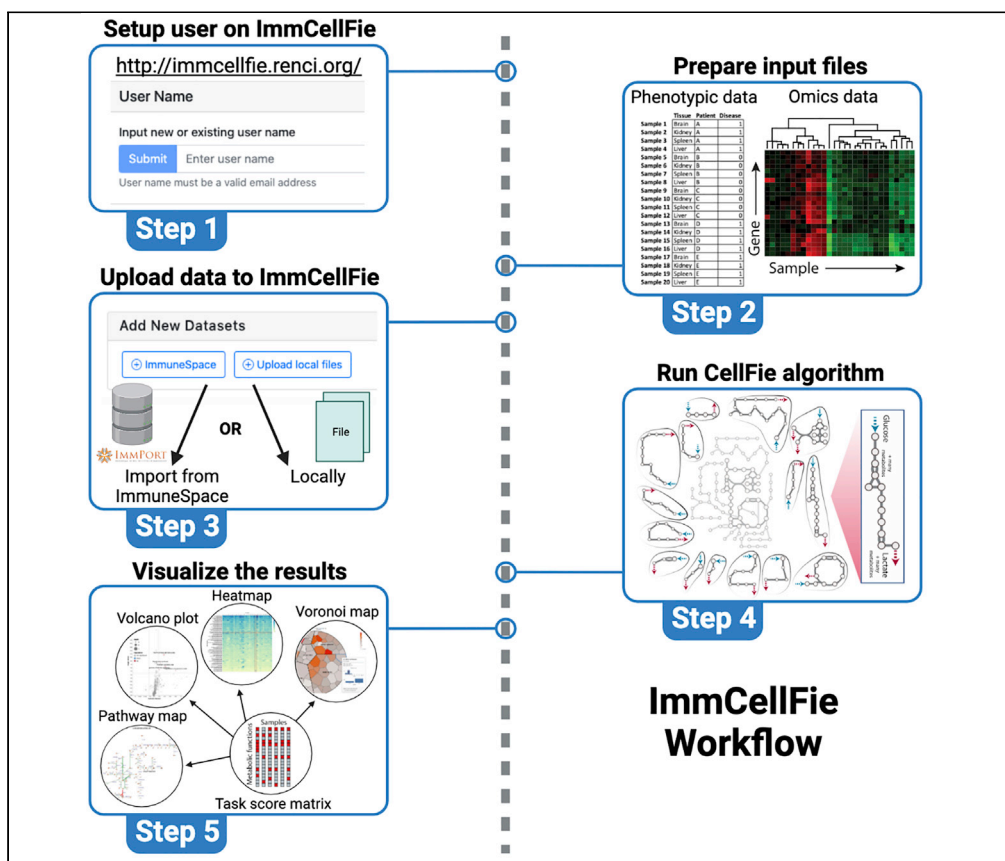 Setup user on ImmCellFie
http://immcellfie.renci.org/
User Name
Input new or existing user name
Submit
Enter user name
User name must be a valid email address
Step 1
Prepare input files
Phenotypic data
Omics data
Tissue Patient Disease
Sample 1 Brain A 1
Sample 2 Kidney A 1
Sample 3 Spleen A 1
Sample 4 Liver A 1
Sample 5 Brain B 0
Sample 6 Kidney B 0
Sample 7 Spleen B 0
Sample 8 Liver B 0
Sample 9 Brain C 0
Sample 10 Kidney C 0
Sample 11 Spleen C 0
Sample 12 Liver C 0
Sample 13 Brain D 1
Sample 14 Kidney D 1
Sample 15 Spleen D 1
Sample 16 Liver D 1
Sample 17 Brain E 1
Sample 18 Kidney E 1
Sample 19 Spleen E 1
Sample 20 Liver E 1
Gene
Sample
Step 2
Upload data to ImmCellFie
Add New Datasets
ImmuneSpace
Upload local files
OR
File
IMMPORT
Import from
ImmuneSpace
Locally
Step 3
Run CellFie algorithm
Glucose
+ many
metabolites
Lactate
+ many
metabolites
Step 4
Visualize the results
Heatmap
Volcano plot
Voronoi map
Pathway map
Samples
Metabolic functions
Task score matrix
Step 5
ImmCellFie
Workflow